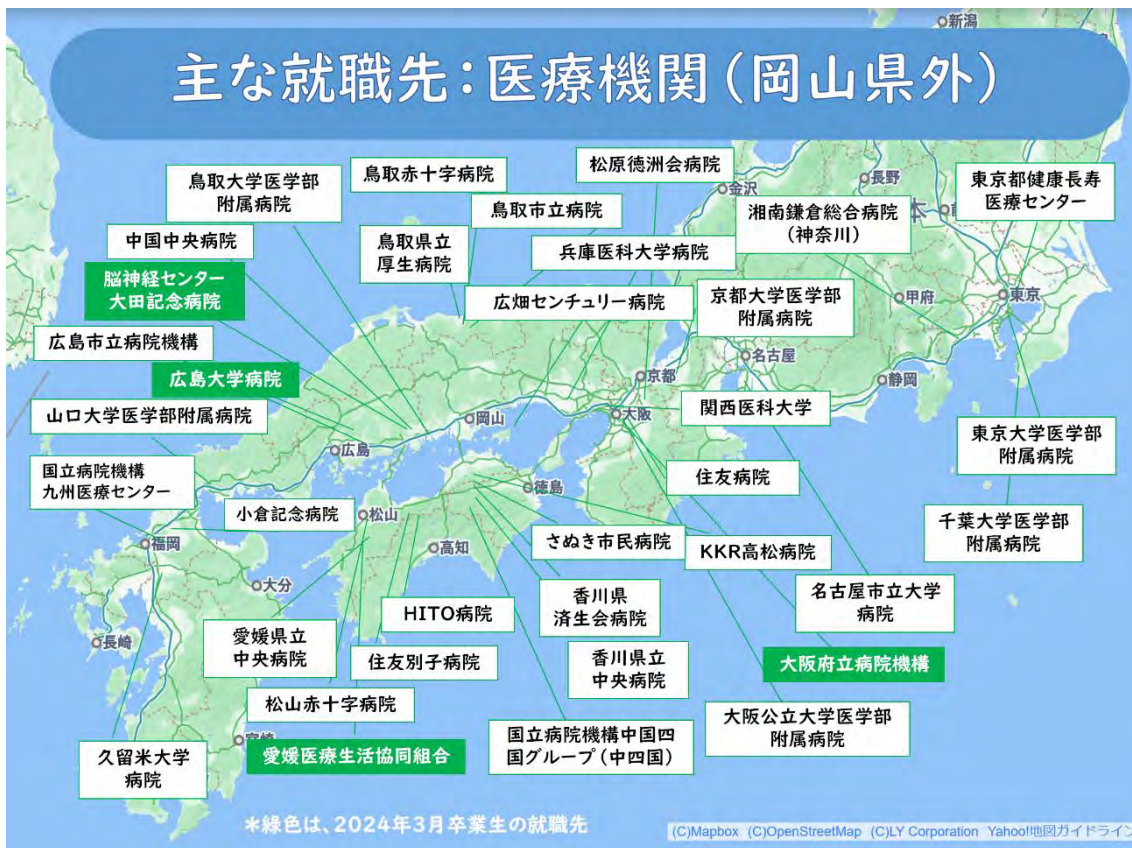 新潟
主な就職先：医療機関（岡山県外）
鳥取大学医学部
附属病院
鳥取赤十字病院
松原徳洲会病院
金沢
長野
東京都健康長寿
医療センター
鳥取市立病院
湘南鎌倉総合病院
（神奈川）
本
中国中央病院
鳥取県立
厚生病院
兵庫医科大学病院
脳神経センター
大田記念病院
広畑センチュリー病院
京都大学医学部
附属病院
甲府
東京
広島市立病院機構
名古屋
広島大学病院
京都
静岡
山口大学医学部附属病院
岡山
大阪
関西医科大学
広島
東京大学医学部
附属病院
国立病院機構
九州医療センター
住友病院
徳島
小倉記念病院
松山
千葉大学医学部
附属病院
福岡
高知
さぬき市民病院
KKR高松病院
大分
名古屋市立大学
病院
香川県
済生会病院
HITO病院
長崎
愛媛県立
中央病院
住友別子病院
香川県立
中央病院
大阪府立病院機構
松山赤十字病院
大阪公立大学医学部
附属病院
国立病院機構中国四
国グループ（中四国）
愛媛医療生活協同組合
久留米大学
病院
＊緑色は、2024年3月卒業生の就職先
(C)Mapbox (C)OpenStreetMap (C)LY Corporation Yahoo!地図ガイドライン